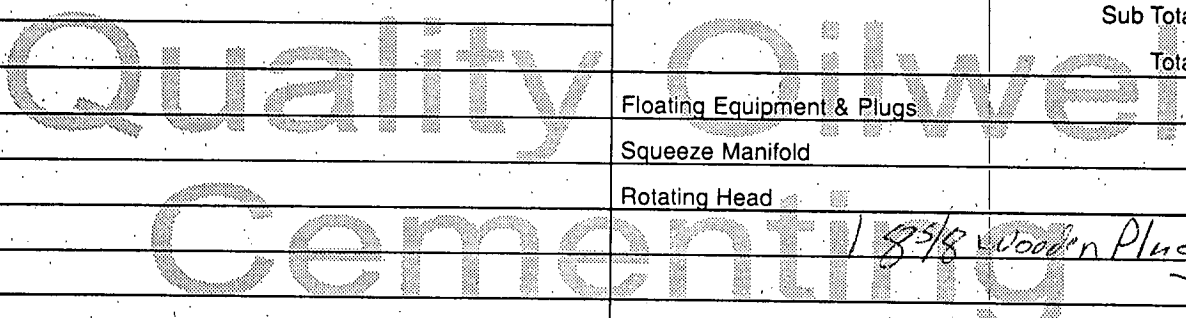 Sub Tota
Tota
Quality Oilwel
Floating Equipment & Plugs
Squeeze Manifold
Rotating Head
Cementing
1 8 5/8 Wooden Plug